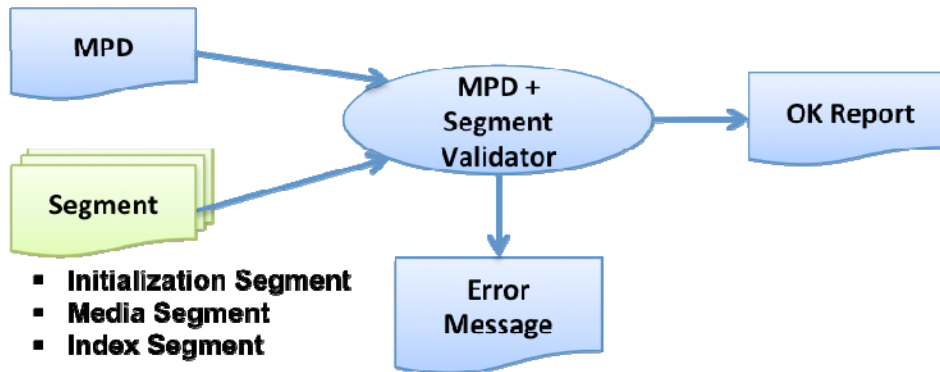 MPD
MPD +
Segment
Validator
OK Report
Segment
▪ Initialization Segment
▪ Media Segment
▪ Index Segment
Error
Message